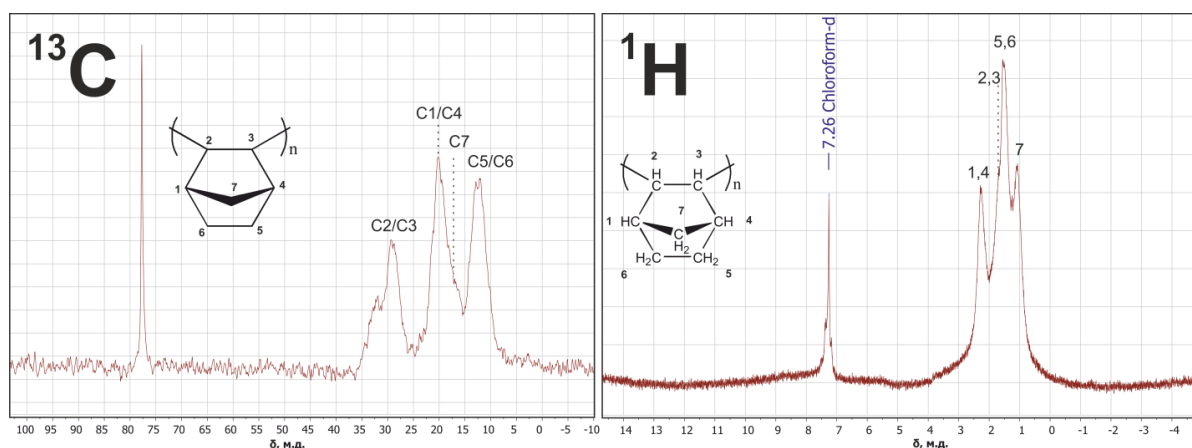 13C
C1/C4
C7
C5/C6
C2/C3
2
3
n
1
7
4
6
5
100 95 90 85 80 75 70 65 60 55 50 45 40 35 30 25 20 15 10 5 0 -5 -10
δ, м.д.
1H
7.26 Chloroform-d
5,6
2,3
7
1,4
2
3
HC
CH
n
7
1
HC
CH
4
CH2
H2C
CH2
6
5
14 13 12 11 10 9 8 7 6 5 4 3 2 1 0 -1 -2 -3 -4
δ, м.д.